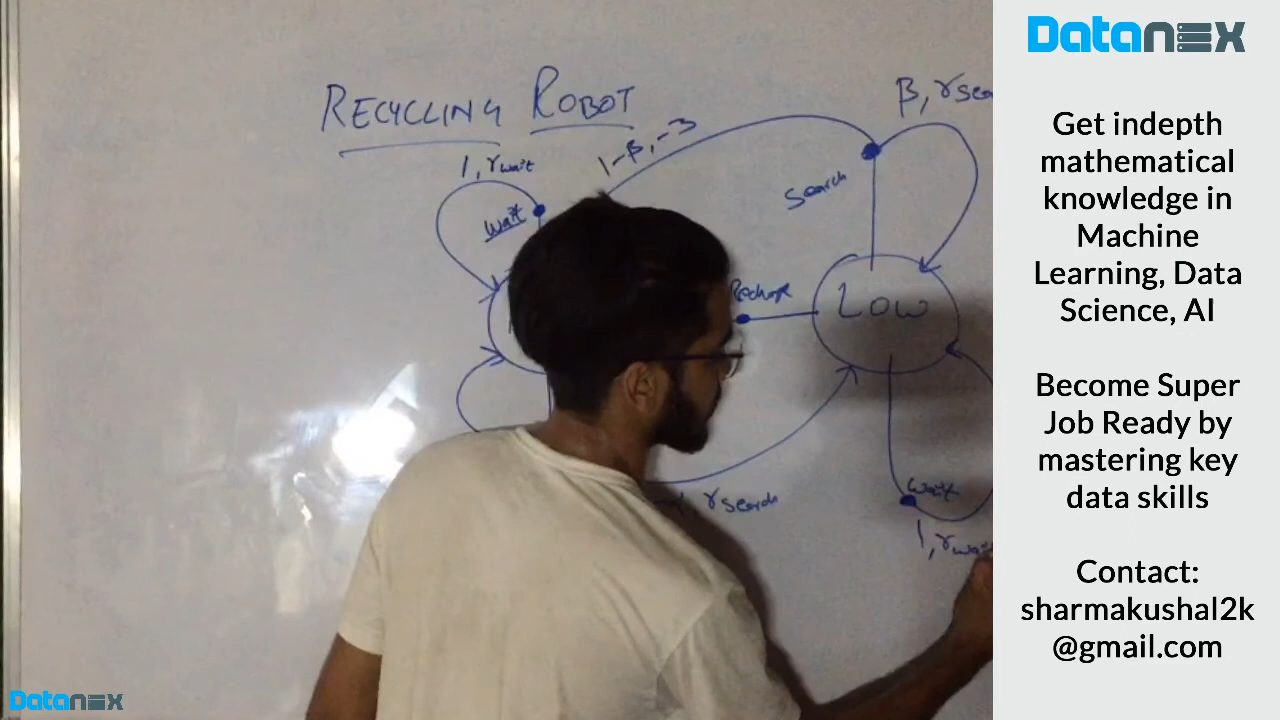 RECYCLING ROBOT
1, rwait
wait
1-β, -3
β, rsea
Search
Recharge
Low
rsearch
wait
1, rwait
Datanex
Get indepth
mathematical
knowledge in
Machine
Learning, Data
Science, AI
Become Super
Job Ready by
mastering key
data skills
Contact:
sharmakushal2k
@gmail.com
Datanex